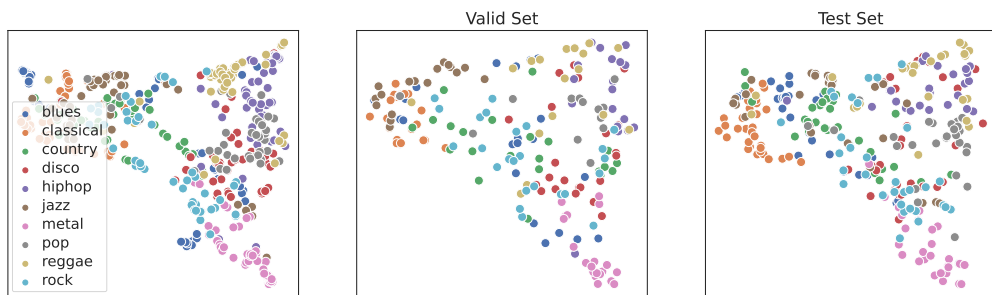 Valid Set
Test Set
blues
classical
country
disco
hiphop
jazz
metal
pop
reggae
rock